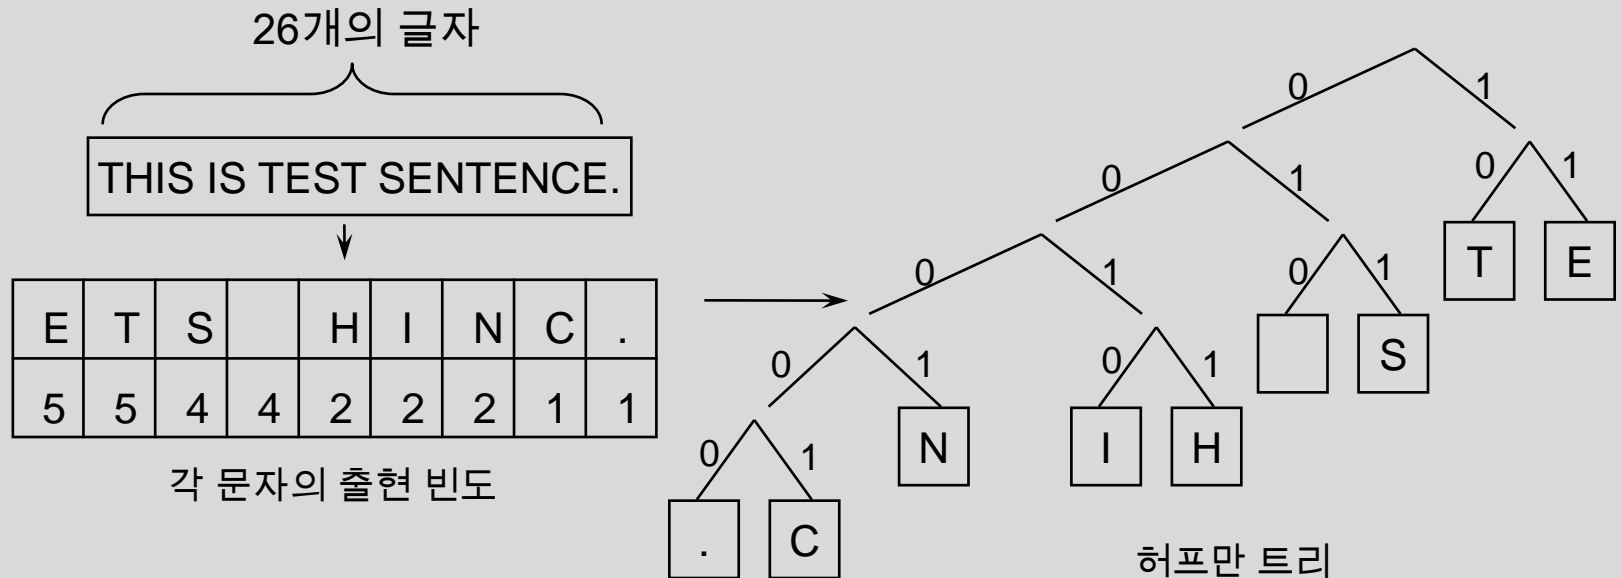 26개의 글자
THIS IS TEST SENTENCE.
E T S H I N C .
5 5 4 4 2 2 2 1 1
각 문자의 출현 빈도
0 1
0 1 0 1
0 1 0 1 T E
0 1 0 1 S
0 1 N I H
. C
허프만 트리